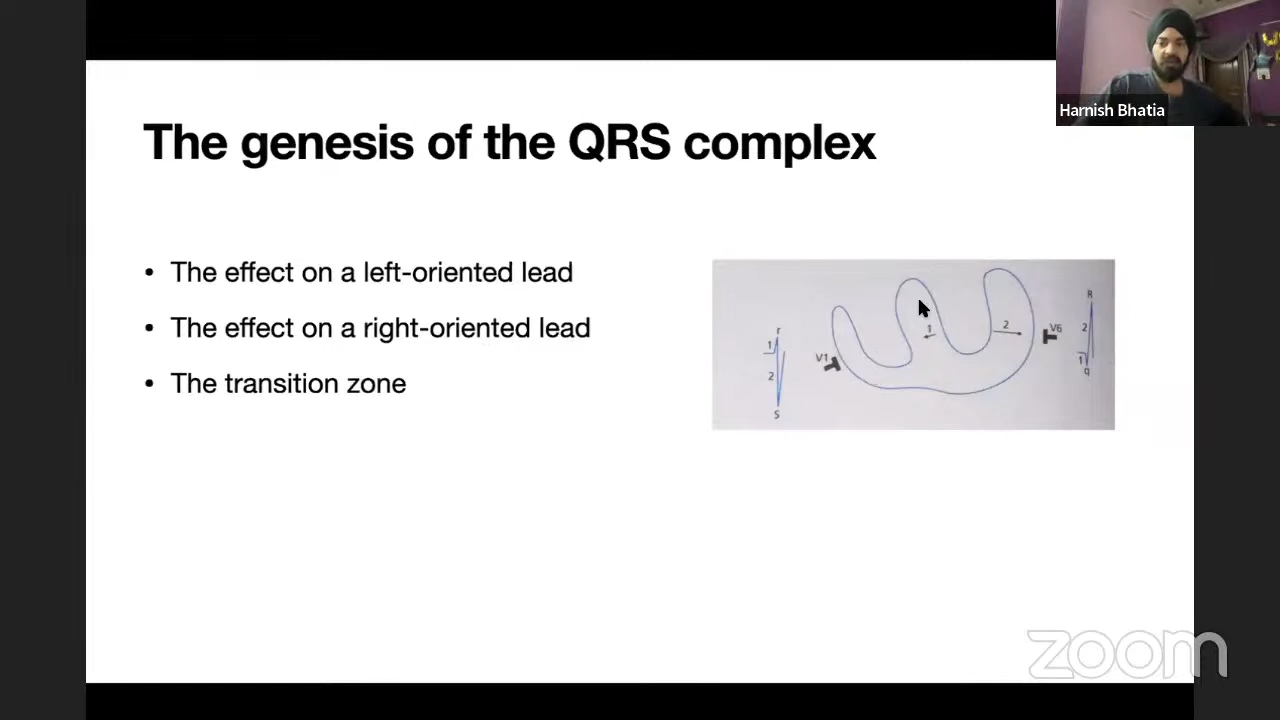 Harnish Bhatia
The genesis of the QRS complex
• The effect on a left-oriented lead
• The effect on a right-oriented lead
• The transition zone
r
1
2
S
V1
1
2
V6
R
2
1
q
zoom